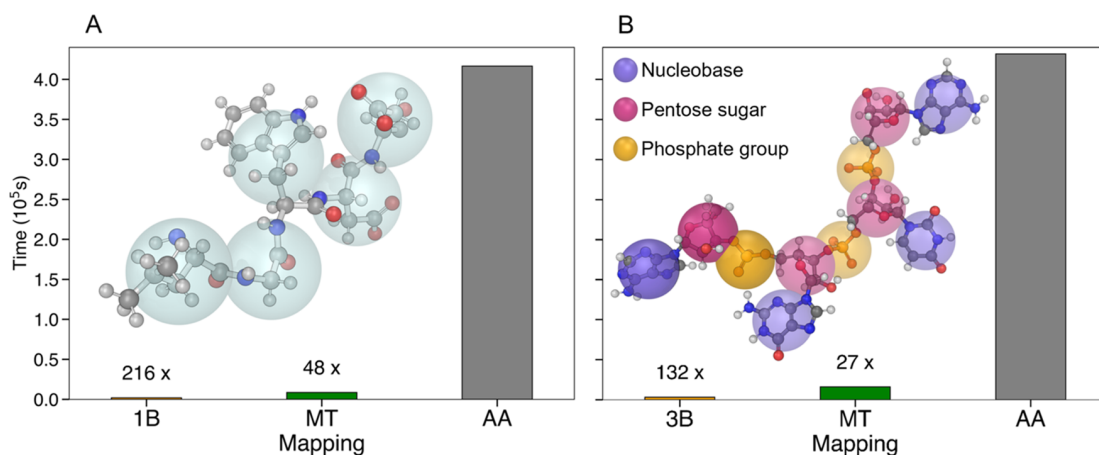 A
B
Time (10⁵s)
4.0
3.5
3.0
2.5
2.0
1.5
1.0
0.5
0.0
216 x
48 x
1B
MT
AA
Mapping
Nucleobase
Pentose sugar
Phosphate group
132 x
27 x
3B
MT
AA
Mapping